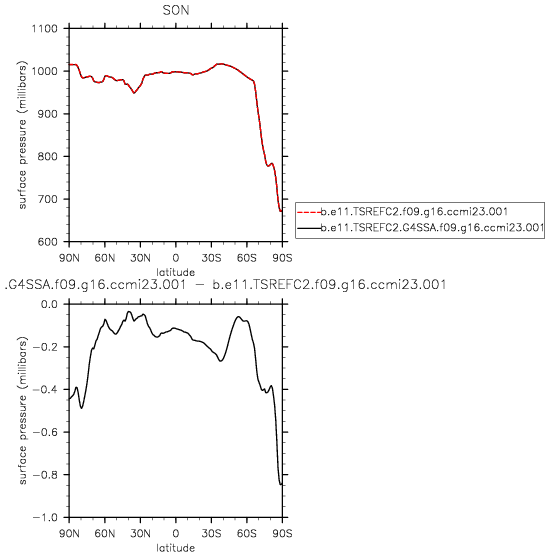 SON
1100
1000
900
800
700
600
surface pressure (millibars)
90N 60N 30N 0 30S 60S 90S
latitude
b.e11.TSREFC2.f09.g16.ccmi23.001
b.e11.TSREFC2.G4SSA.f09.g16.ccmi23.001
.G4SSA.f09.g16.ccmi23.001 - b.e11.TSREFC2.f09.g16.ccmi23.001
0.0
-0.2
-0.4
-0.6
-0.8
-1.0
surface pressure (millibars)
90N 60N 30N 0 30S 60S 90S
latitude